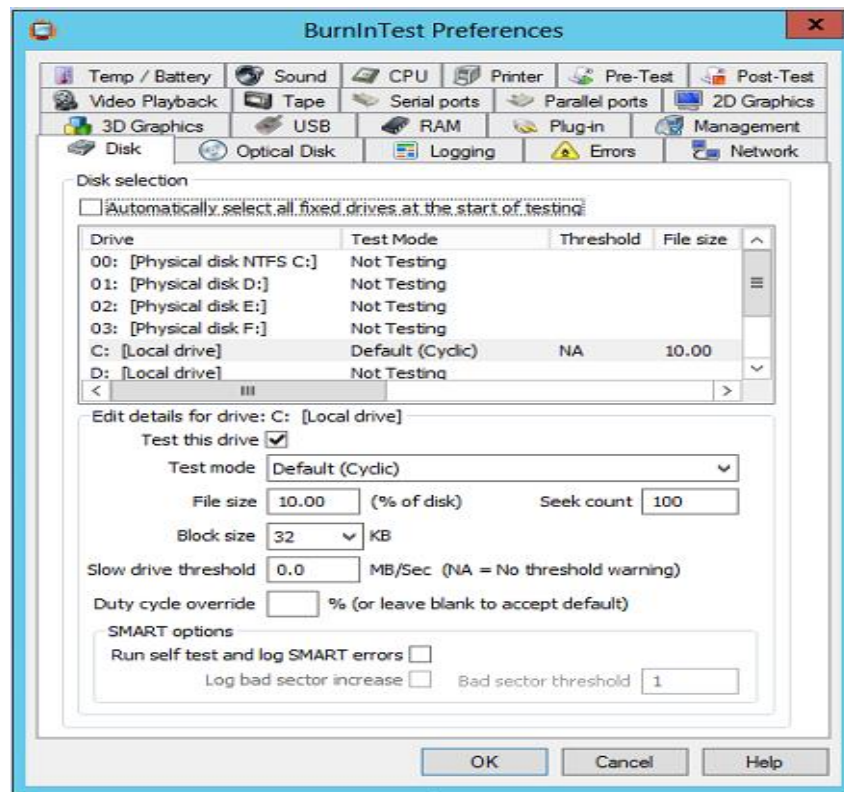 BurnInTest Preferences
x
Temp / Battery Sound CPU Printer Pre-Test Post-Test
Video Playback Tape Serial ports Parallel ports 2D Graphics
3D Graphics USB RAM Plug-in Management
Disk Optical Disk Logging Errors Network
Disk selection
Automatically select all fixed drives at the start of testing
Drive Test Mode Threshold File size
00: [Physical disk NTFS C:] Not Testing
01: [Physical disk D:] Not Testing
02: [Physical disk E:] Not Testing
03: [Physical disk F:] Not Testing
C: [Local drive] Default (Cyclic) NA 10.00
D: [Local drive] Not Testing
Edit details for drive: C: [Local drive]
Test this drive
Test mode Default (Cyclic)
File size 10.00 (% of disk) Seek count 100
Block size 32 KB
Slow drive threshold 0.0 MB/Sec (NA = No threshold warning)
Duty cycle override % (or leave blank to accept default)
SMART options
Run self test and log SMART errors
Log bad sector increase Bad sector threshold 1
OK Cancel Help